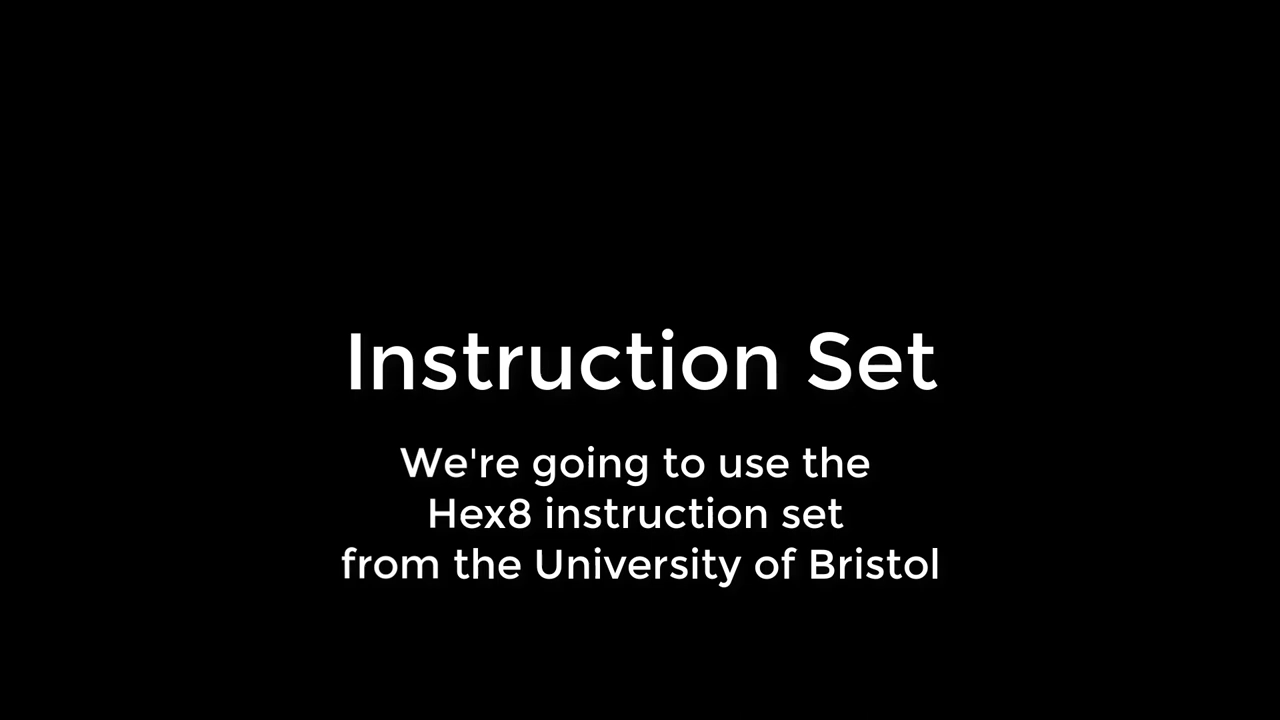 Instruction Set
We're going to use the
Hex8 instruction set
from the University of Bristol